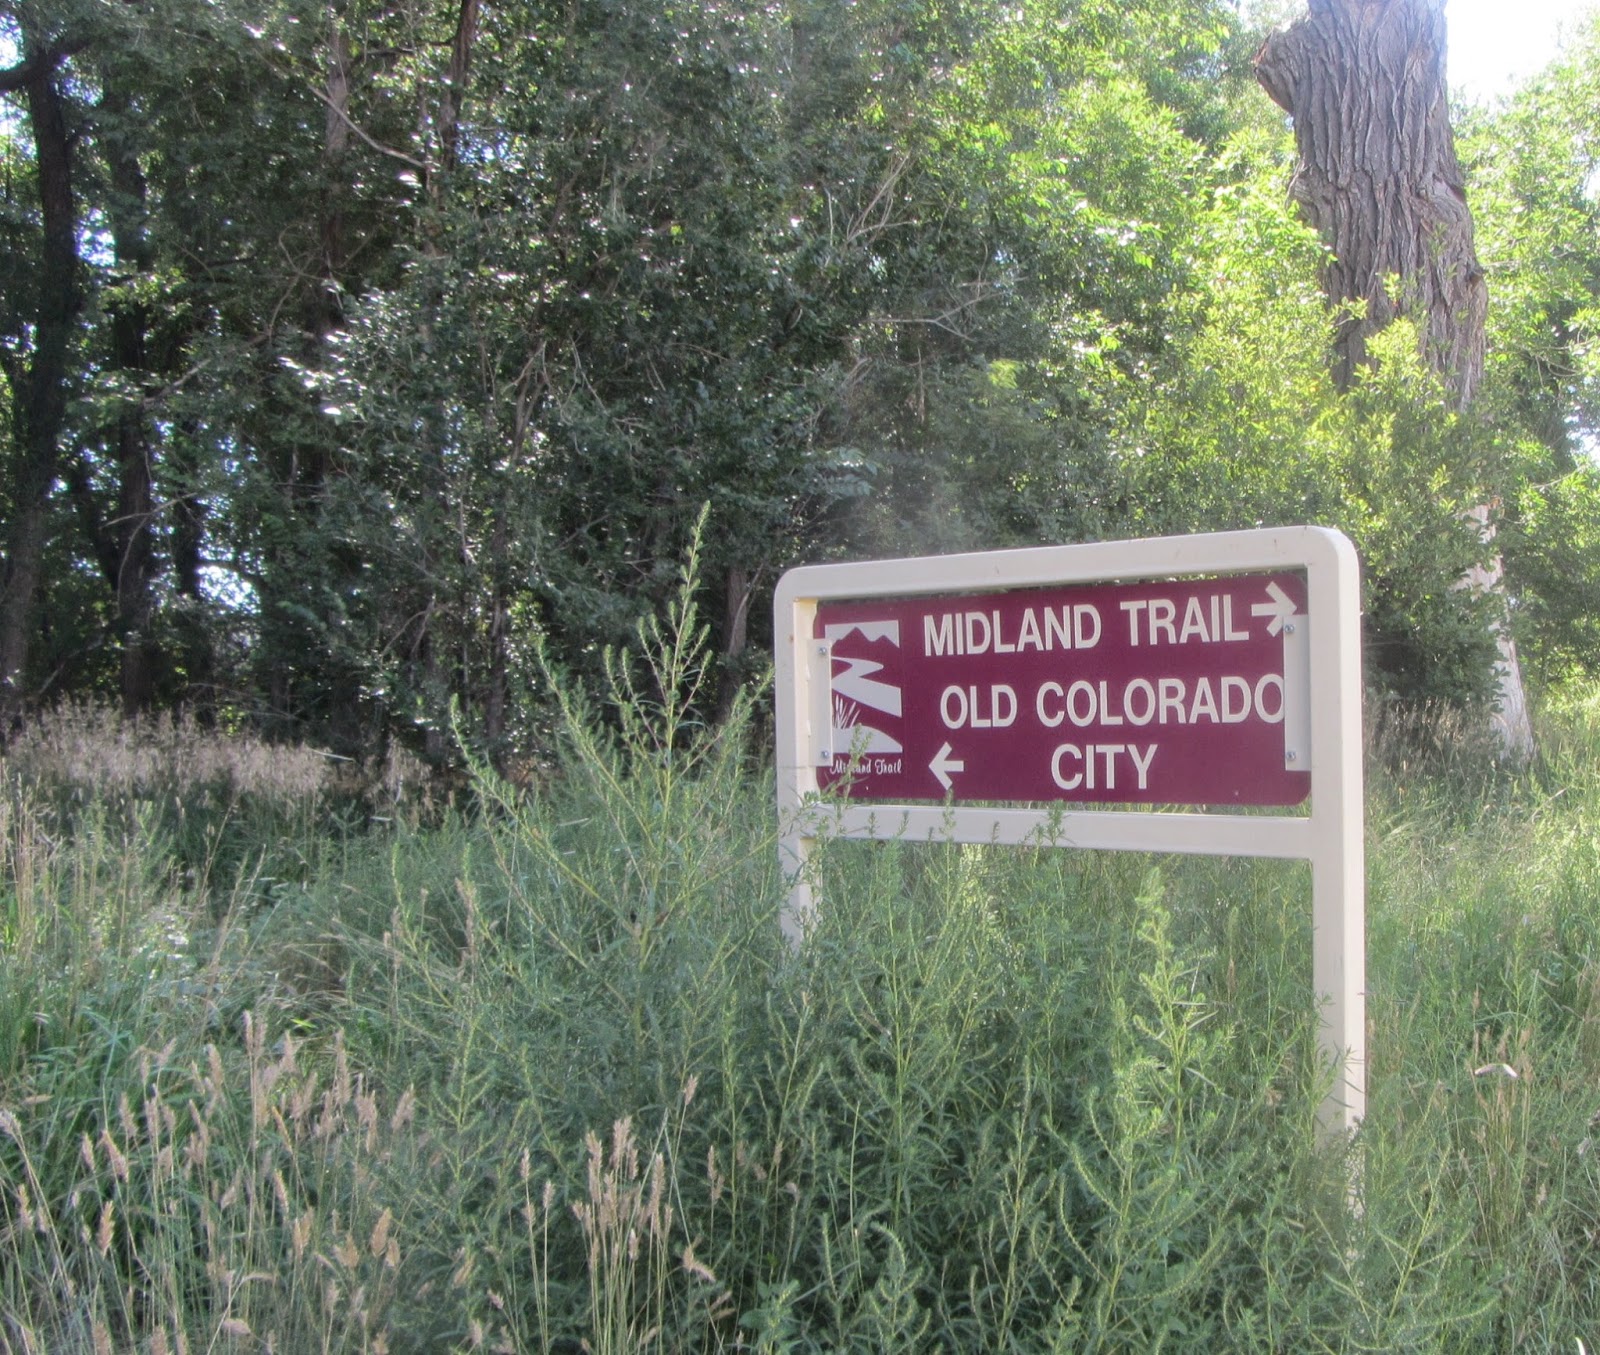 MIDLAND TRAIL →
OLD COLORADO
← CITY
Midland Trail